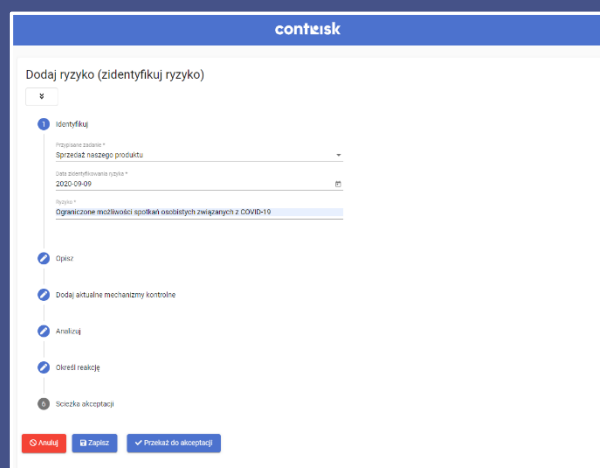 contrisk
Dodaj ryzyko (zidentyfikuj ryzyko)
1 Identyfikuj
Przypisane zadanie *
Sprzedaż naszego produktu
Data zidentyfikowania ryzyka *
2020-09-09
Ryzyko *
Ograniczone możliwości spotkań osobistych związanych z COVID-19
Opisz
Dodaj aktualne mechanizmy kontrolne
Analizuj
Określ reakcję
6 Ścieżka akceptacji
Anuluj Zapisz Przekaż do akceptacji